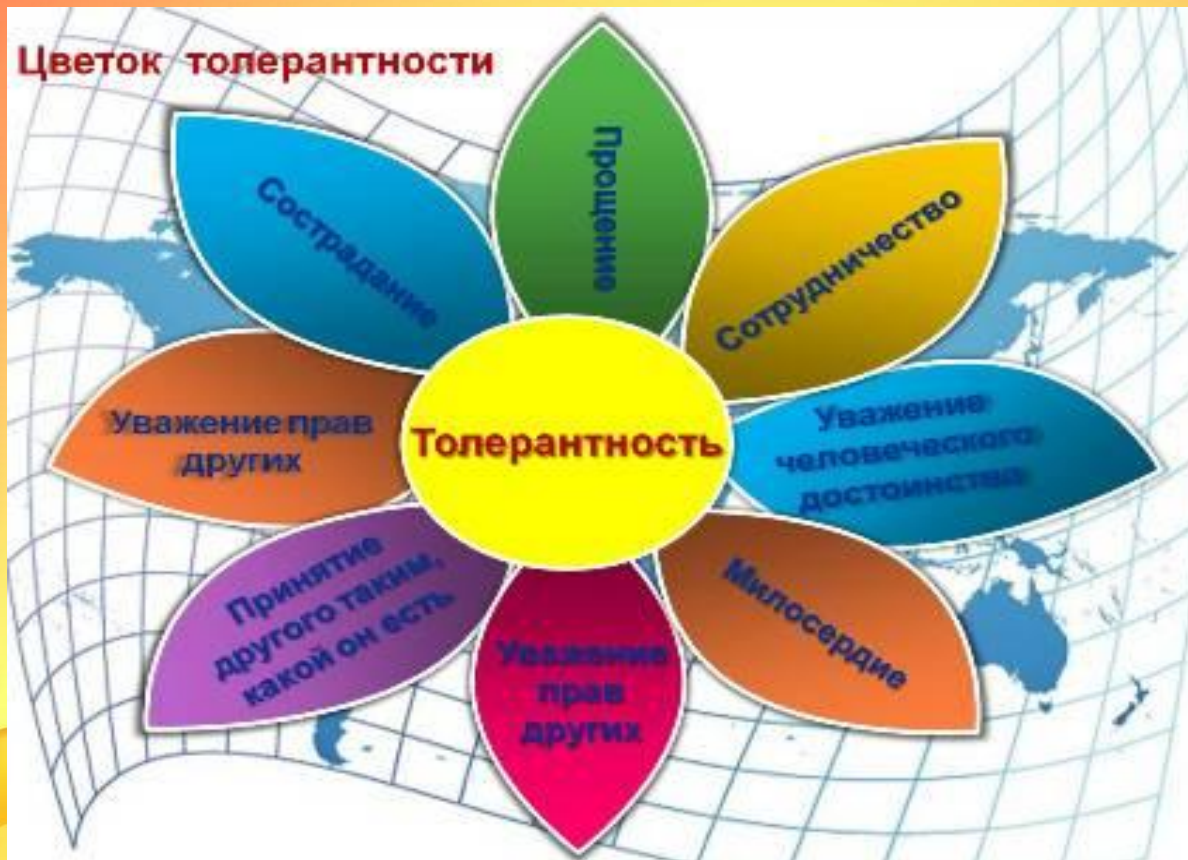 Цветок толерантности
Прощение
Сострадание
Сотрудничество
Уважение прав
других
Толерантность
Уважение
человеческого
достоинства
Принятие
другого таким,
какой он есть
Милосердие
Уважение
прав
других